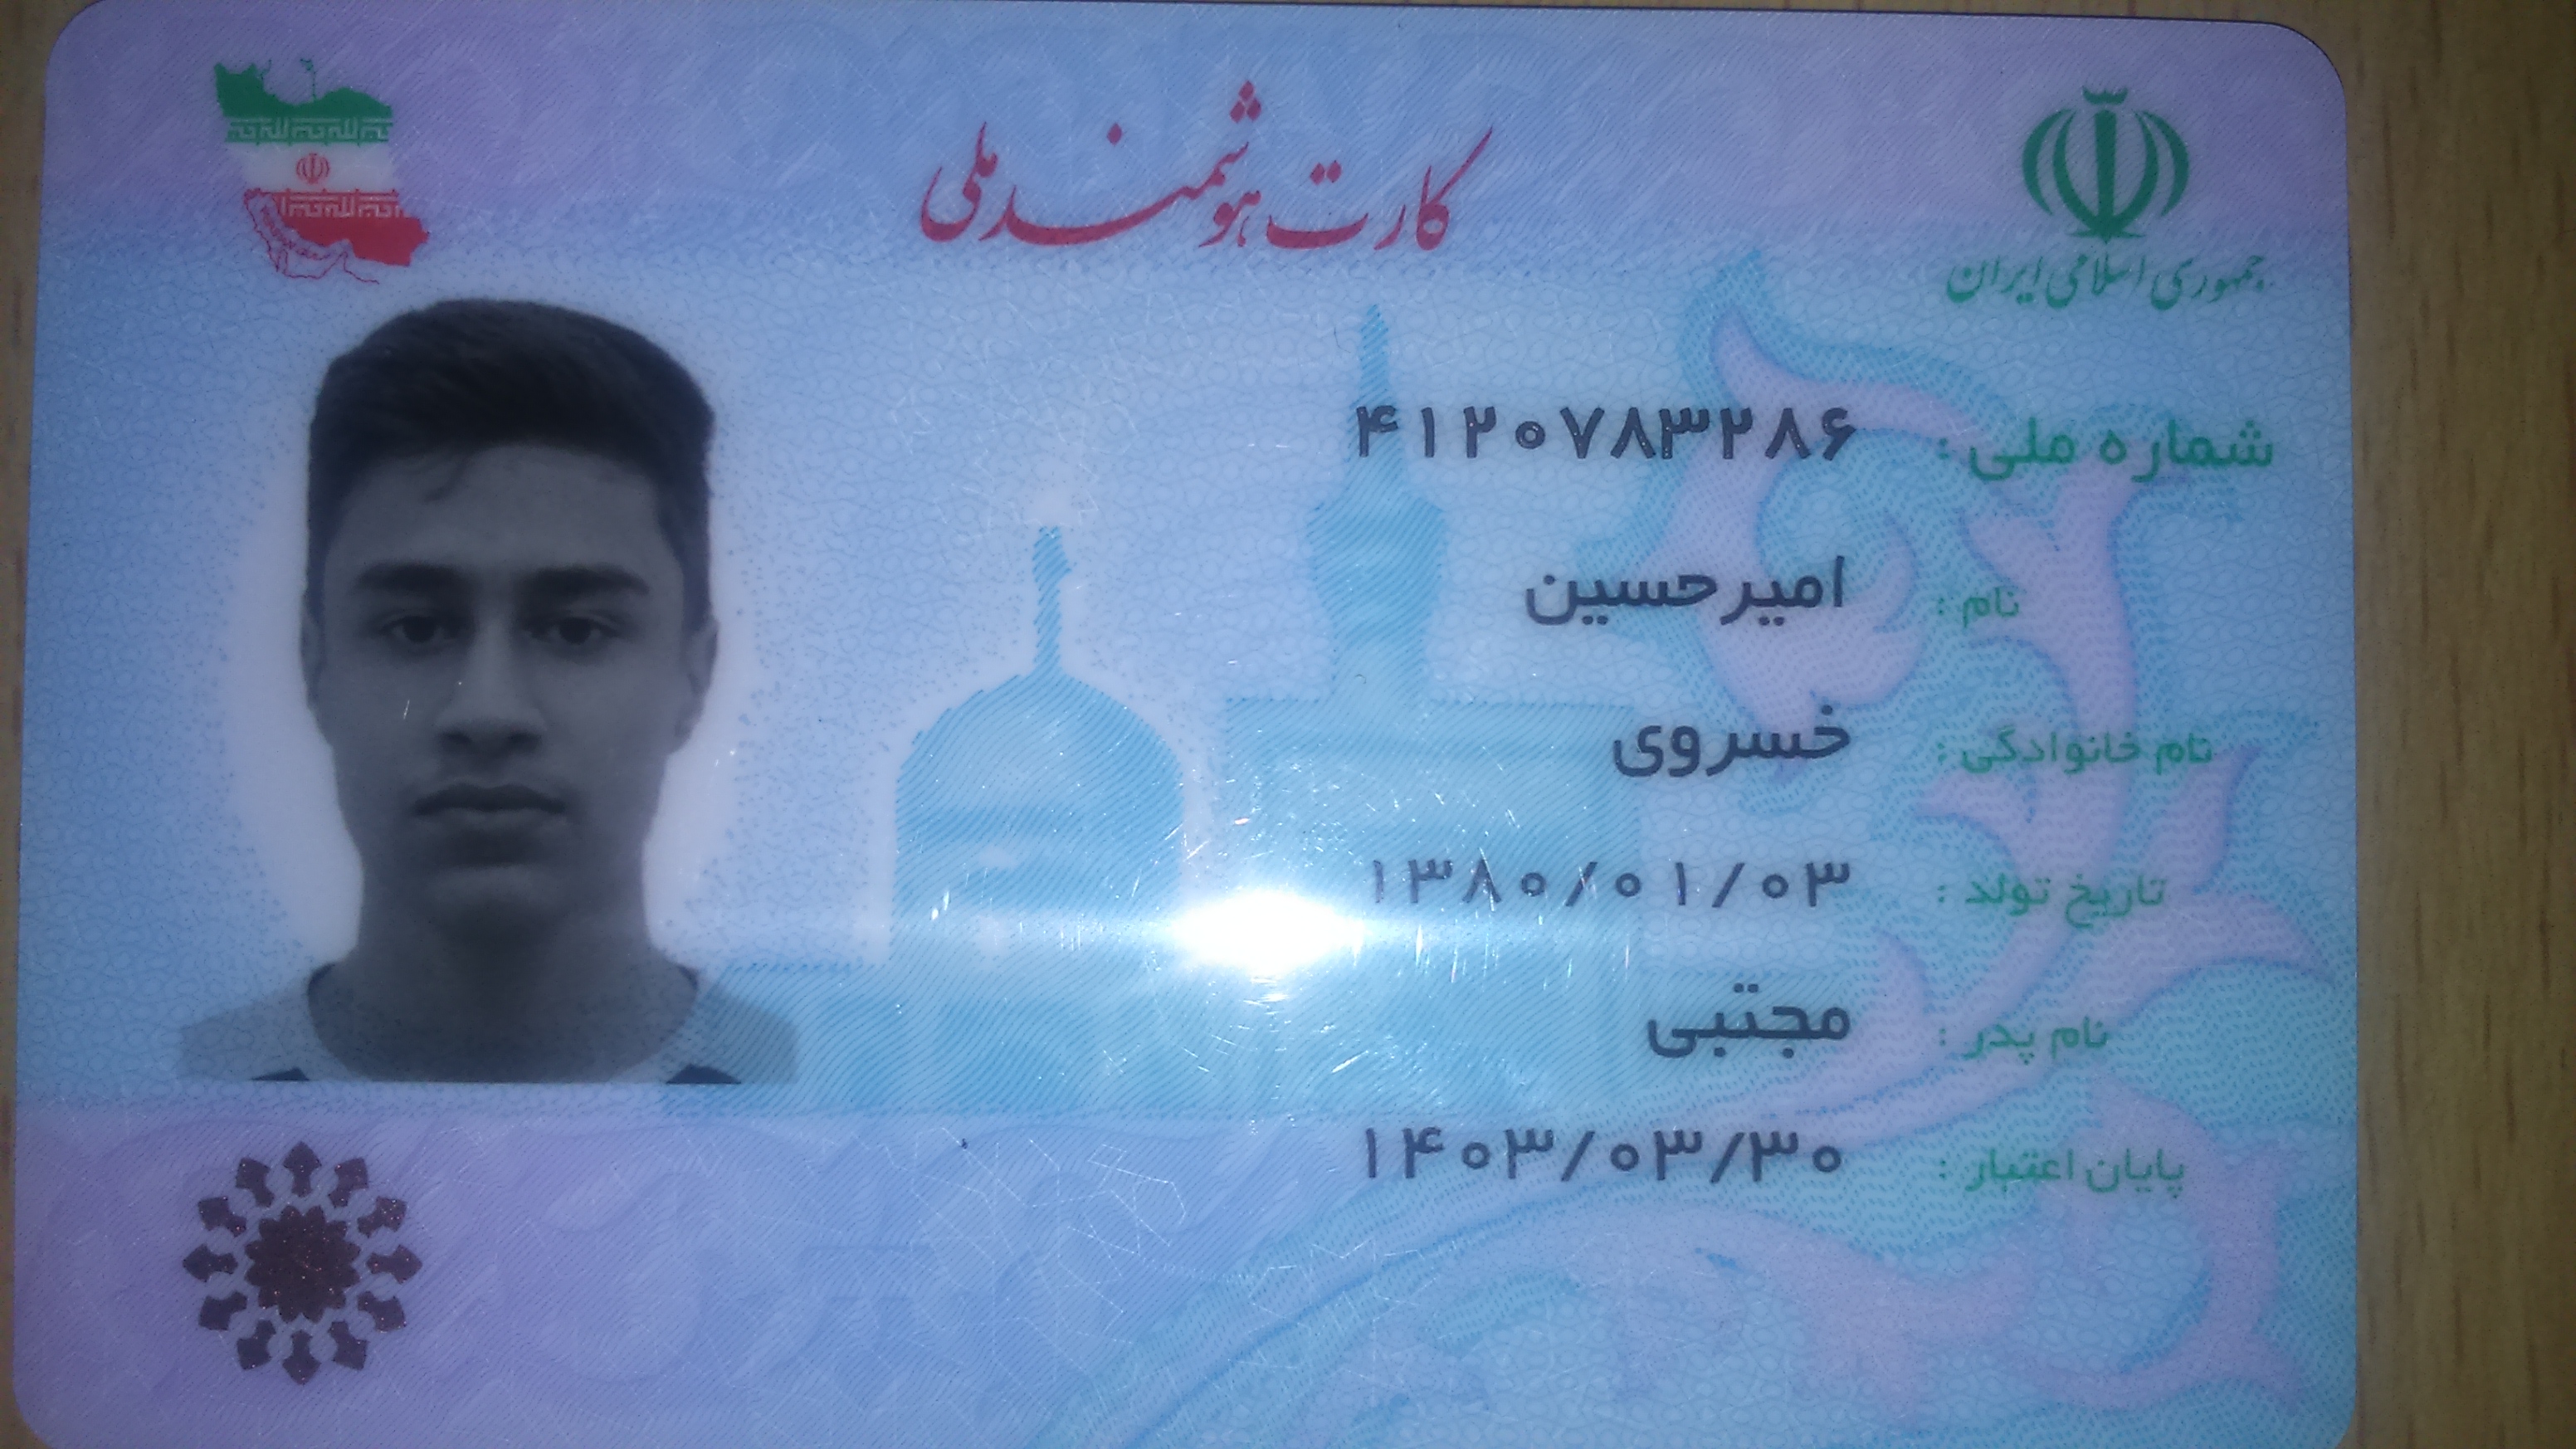 کارت هوشمند ملی
جمهوری اسلامی ایران
شماره ملی : ۴۱۲۰۷۸۳۲۸۶
نام : امیرحسین
نام خانوادگی : خسروی
تاریخ تولد : ۱۳۸۰/۰۱/۰۳
نام پدر : مجتبی
پایان اعتبار : ۱۴۰۳/۰۳/۳۰